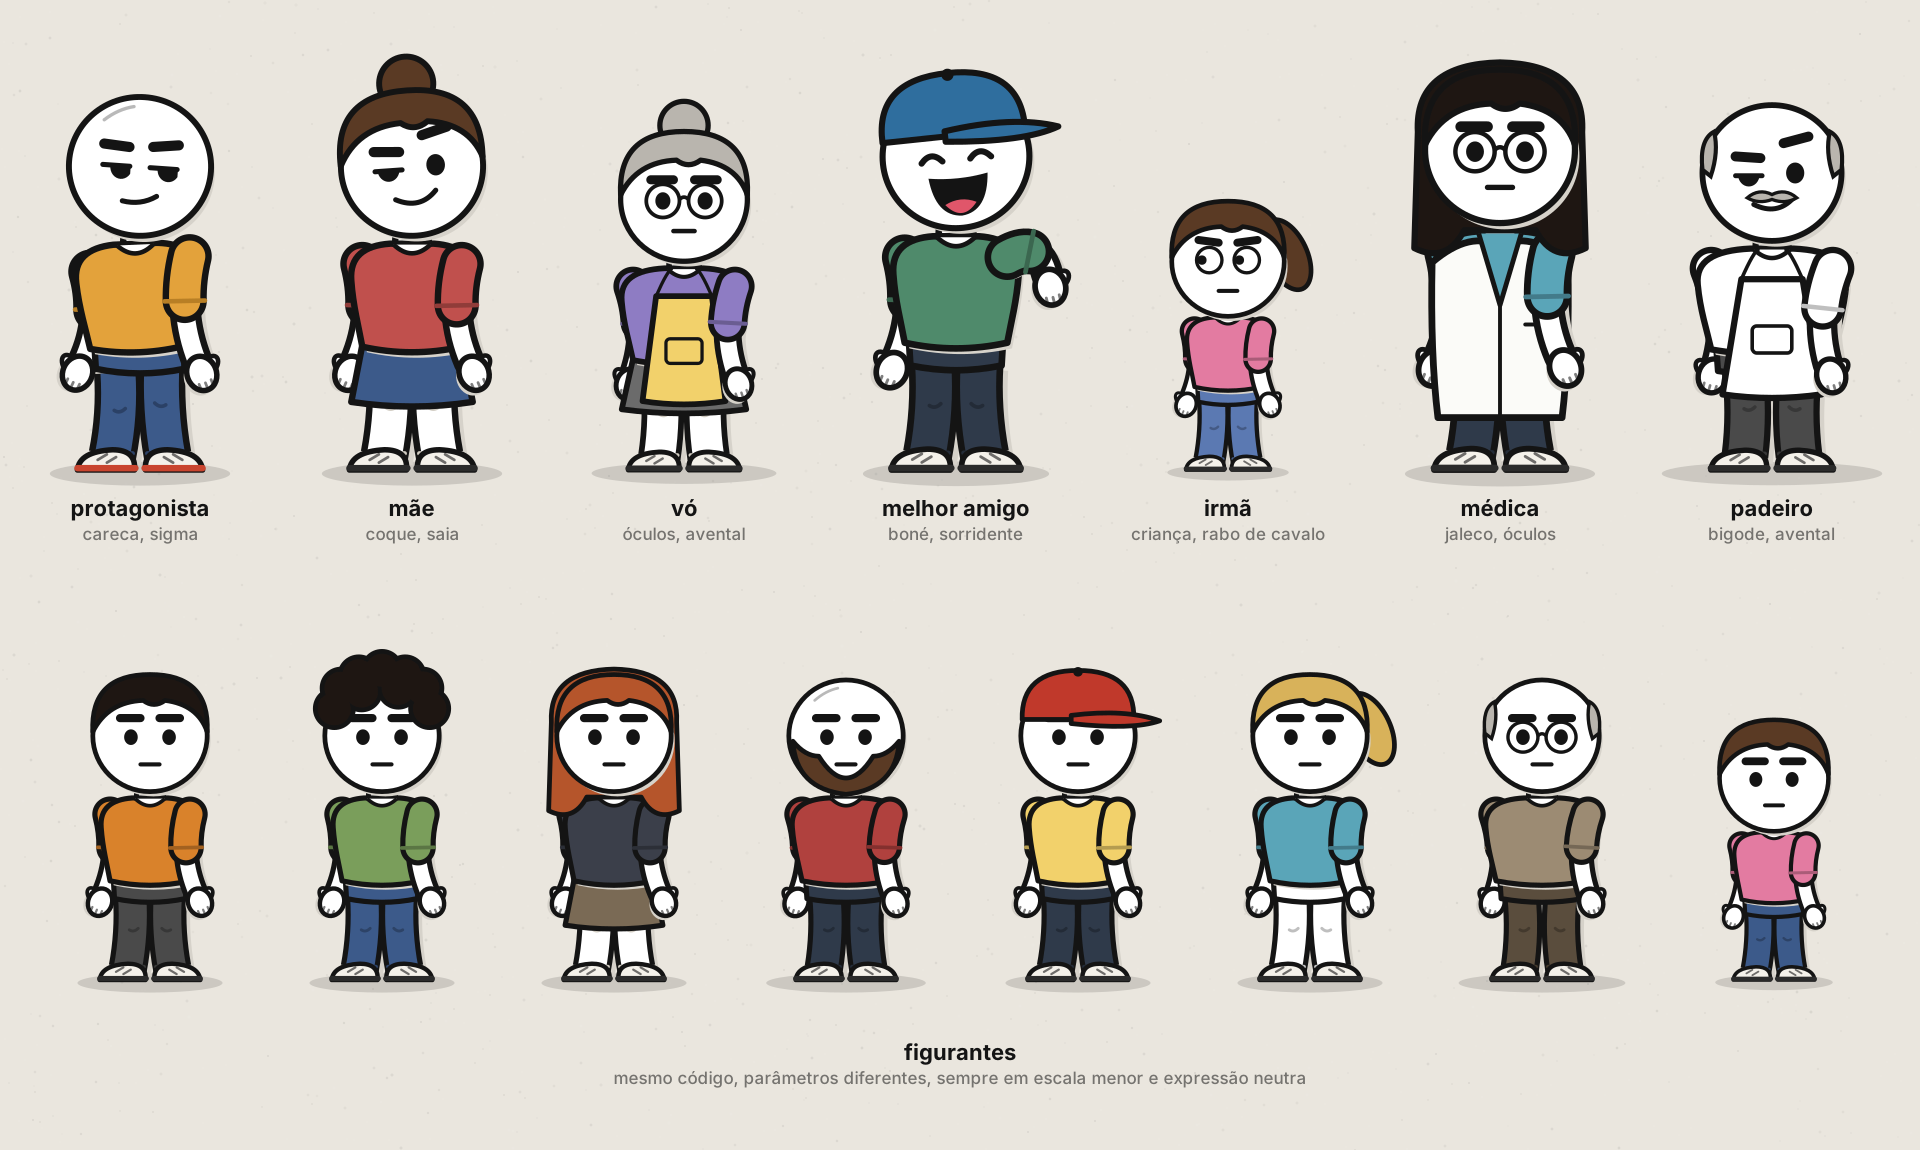 protagonista
careca, sigma
mãe
coque, saia
vó
óculos, avental
melhor amigo
boné, sorridente
irmã
criança, rabo de cavalo
médica
jaleco, óculos
padeiro
bigode, avental
figurantes
mesmo código, parâmetros diferentes, sempre em escala menor e expressão neutra